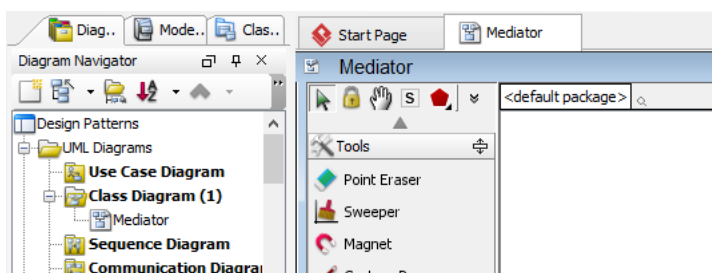 Diag.. Mode.. Clas..
Start Page
Mediator
Diagram Navigator
Mediator
S
<default package>
Design Patterns
UML Diagrams
Use Case Diagram
Class Diagram (1)
Mediator
Sequence Diagram
Tools
Point Eraser
Sweeper
Magnet